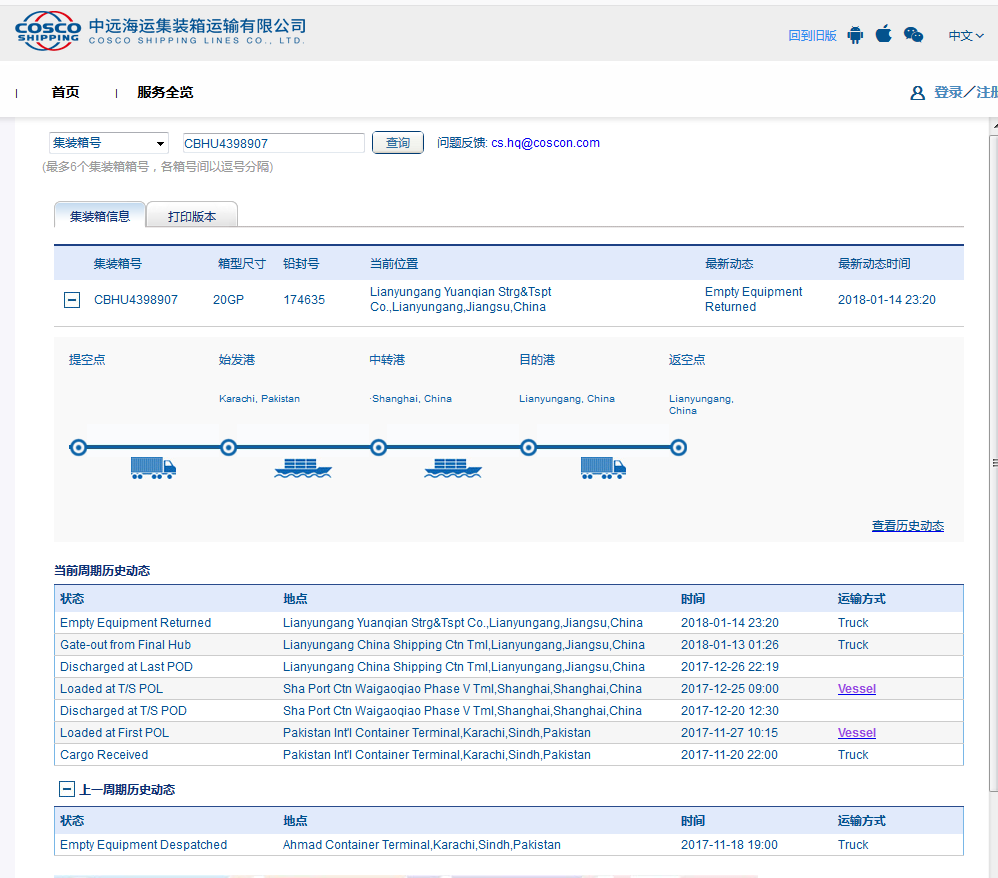 COSCO
SHIPPING
中远海运集装箱运输有限公司
COSCO SHIPPING LINES CO., LTD.
回到旧版
中文
首页
服务全览
登录/注册
集装箱号
CBHU4398907
查询
问题反馈: cs.hq@coscon.com
(最多6个集装箱箱号，各箱号间以逗号分隔)
集装箱信息
打印版本
集装箱号 箱型尺寸 铅封号 当前位置 最新动态 最新动态时间
CBHU4398907 20GP 174635 Lianyungang Yuanqian Strg&Tspt Co.,Lianyungang,Jiangsu,China Empty Equipment Returned 2018-01-14 23:20
提空点 始发港 中转港 目的港 返空点
Karachi, Pakistan ·Shanghai, China Lianyungang, China Lianyungang, China
查看历史动态
当前周期历史动态
状态 地点 时间 运输方式
Empty Equipment Returned Lianyungang Yuanqian Strg&Tspt Co.,Lianyungang,Jiangsu,China 2018-01-14 23:20 Truck
Gate-out from Final Hub Lianyungang China Shipping Ctn Tml,Lianyungang,Jiangsu,China 2018-01-13 01:26 Truck
Discharged at Last POD Lianyungang China Shipping Ctn Tml,Lianyungang,Jiangsu,China 2017-12-26 22:19
Loaded at T/S POL Sha Port Ctn Waigaoqiao Phase V Tml,Shanghai,Shanghai,China 2017-12-25 09:00 Vessel
Discharged at T/S POD Sha Port Ctn Waigaoqiao Phase V Tml,Shanghai,Shanghai,China 2017-12-20 12:30
Loaded at First POL Pakistan Int'l Container Terminal,Karachi,Sindh,Pakistan 2017-11-27 10:15 Vessel
Cargo Received Pakistan Int'l Container Terminal,Karachi,Sindh,Pakistan 2017-11-20 22:00 Truck
上一周期历史动态
状态 地点 时间 运输方式
Empty Equipment Despatched Ahmad Container Terminal,Karachi,Sindh,Pakistan 2017-11-18 19:00 Truck